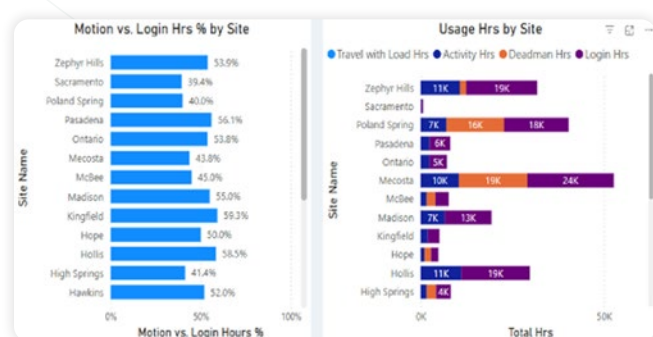 Motion vs. Login Hrs % by Site
Site Name
Zephyr Hills 53.9%
Sacramento 39.4%
Poland Spring 40.0%
Pasadena 56.1%
Ontario 53.8%
Mecosta 43.8%
McBee 45.0%
Madison 55.0%
Kingfield 59.3%
Hope 50.0%
Hollis 58.5%
High Springs 41.4%
Hawkins 52.0%
0% 50% 100%
Motion vs. Login Hours %
Usage Hrs by Site
Travel with Load Hrs Activity Hrs Deadman Hrs Login Hrs
Site Name
Zephyr Hills 11K 19K
Sacramento
Poland Spring 7K 16K 18K
Pasadena 6K
Ontario 5K
Mecosta 10K 19K 24K
McBee
Madison 7K 13K
Kingfield
Hope
Hollis 11K 19K
High Springs 4K
0K 50K
Total Hrs